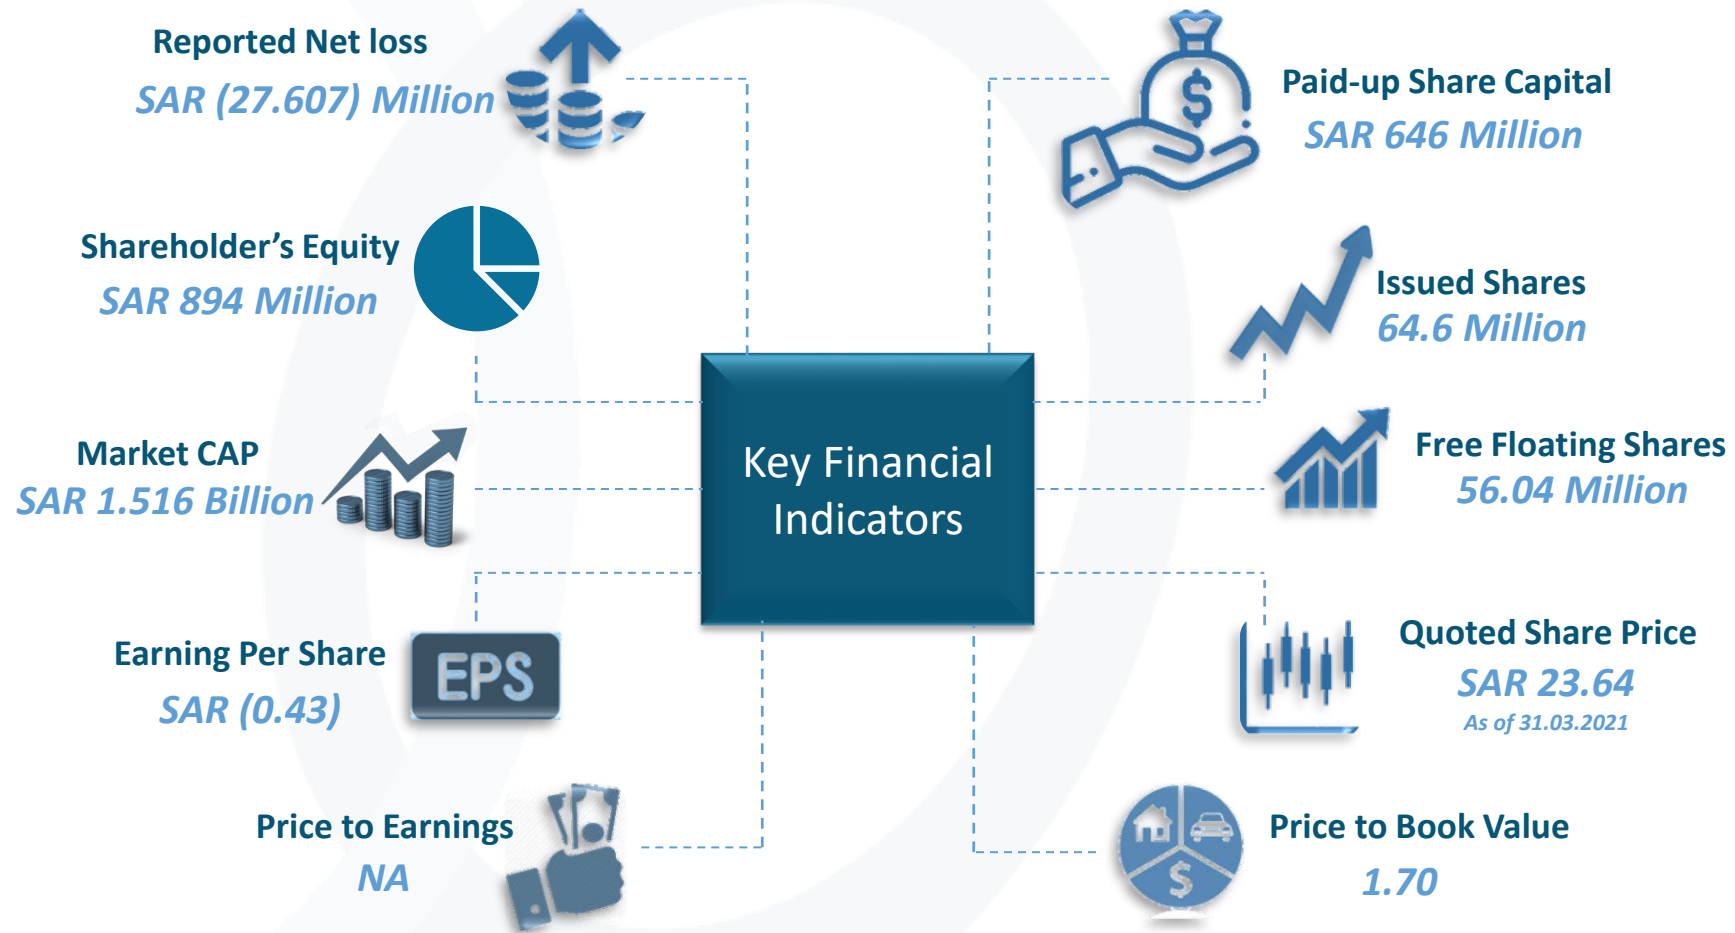 Reported Net loss
SAR (27.607) Million
Paid-up Share Capital
SAR 646 Million
$
Shareholder’s Equity
SAR 894 Million
Issued Shares
64.6 Million
Market CAP
SAR 1.516 Billion
Key Financial
Indicators
Free Floating Shares
56.04 Million
Earning Per Share
SAR (0.43)
EPS
Quoted Share Price
SAR 23.64
As of 31.03.2021
Price to Earnings
NA
Price to Book Value
1.70
$